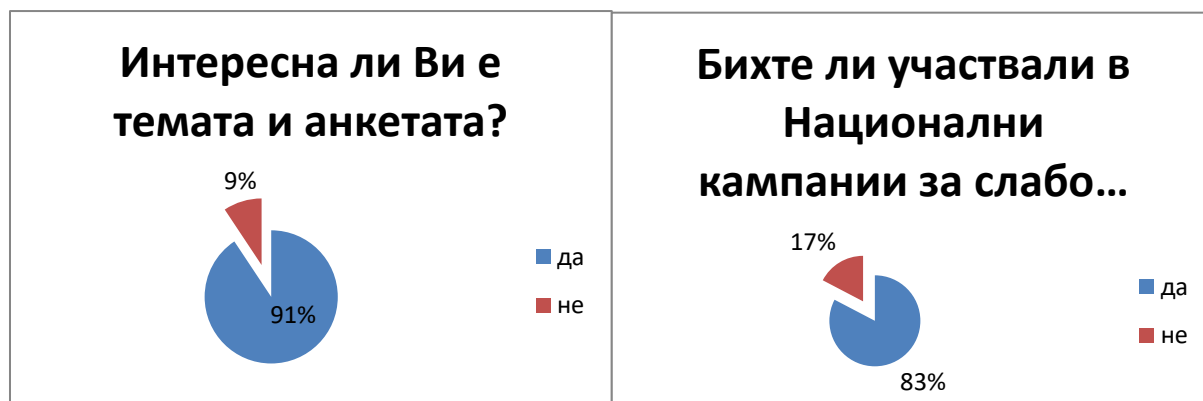 Интересна ли Ви е
темата и анкетата?
9%
91%
да
не
Бихте ли участвали в
Национални
кампании за слабо…
17%
83%
да
не